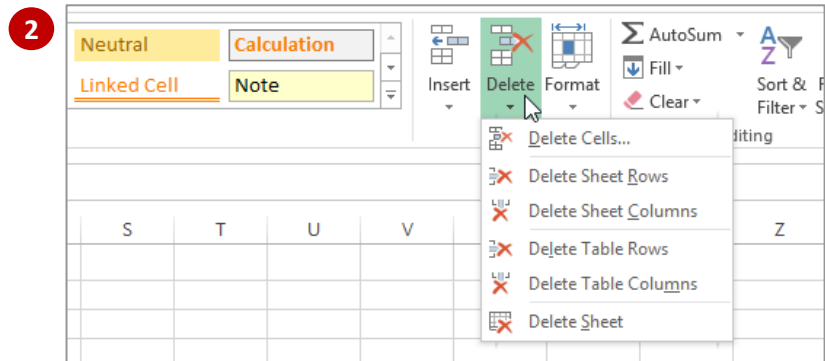 2
Neutral Calculation
Linked Cell Note
Insert Delete Format
AutoSum
Fill
Clear
Sort & F
Filter S
diting
Delete Cells...
Delete Sheet Rows
Delete Sheet Columns
Delete Table Rows
Delete Table Columns
Delete Sheet
S T U V Z